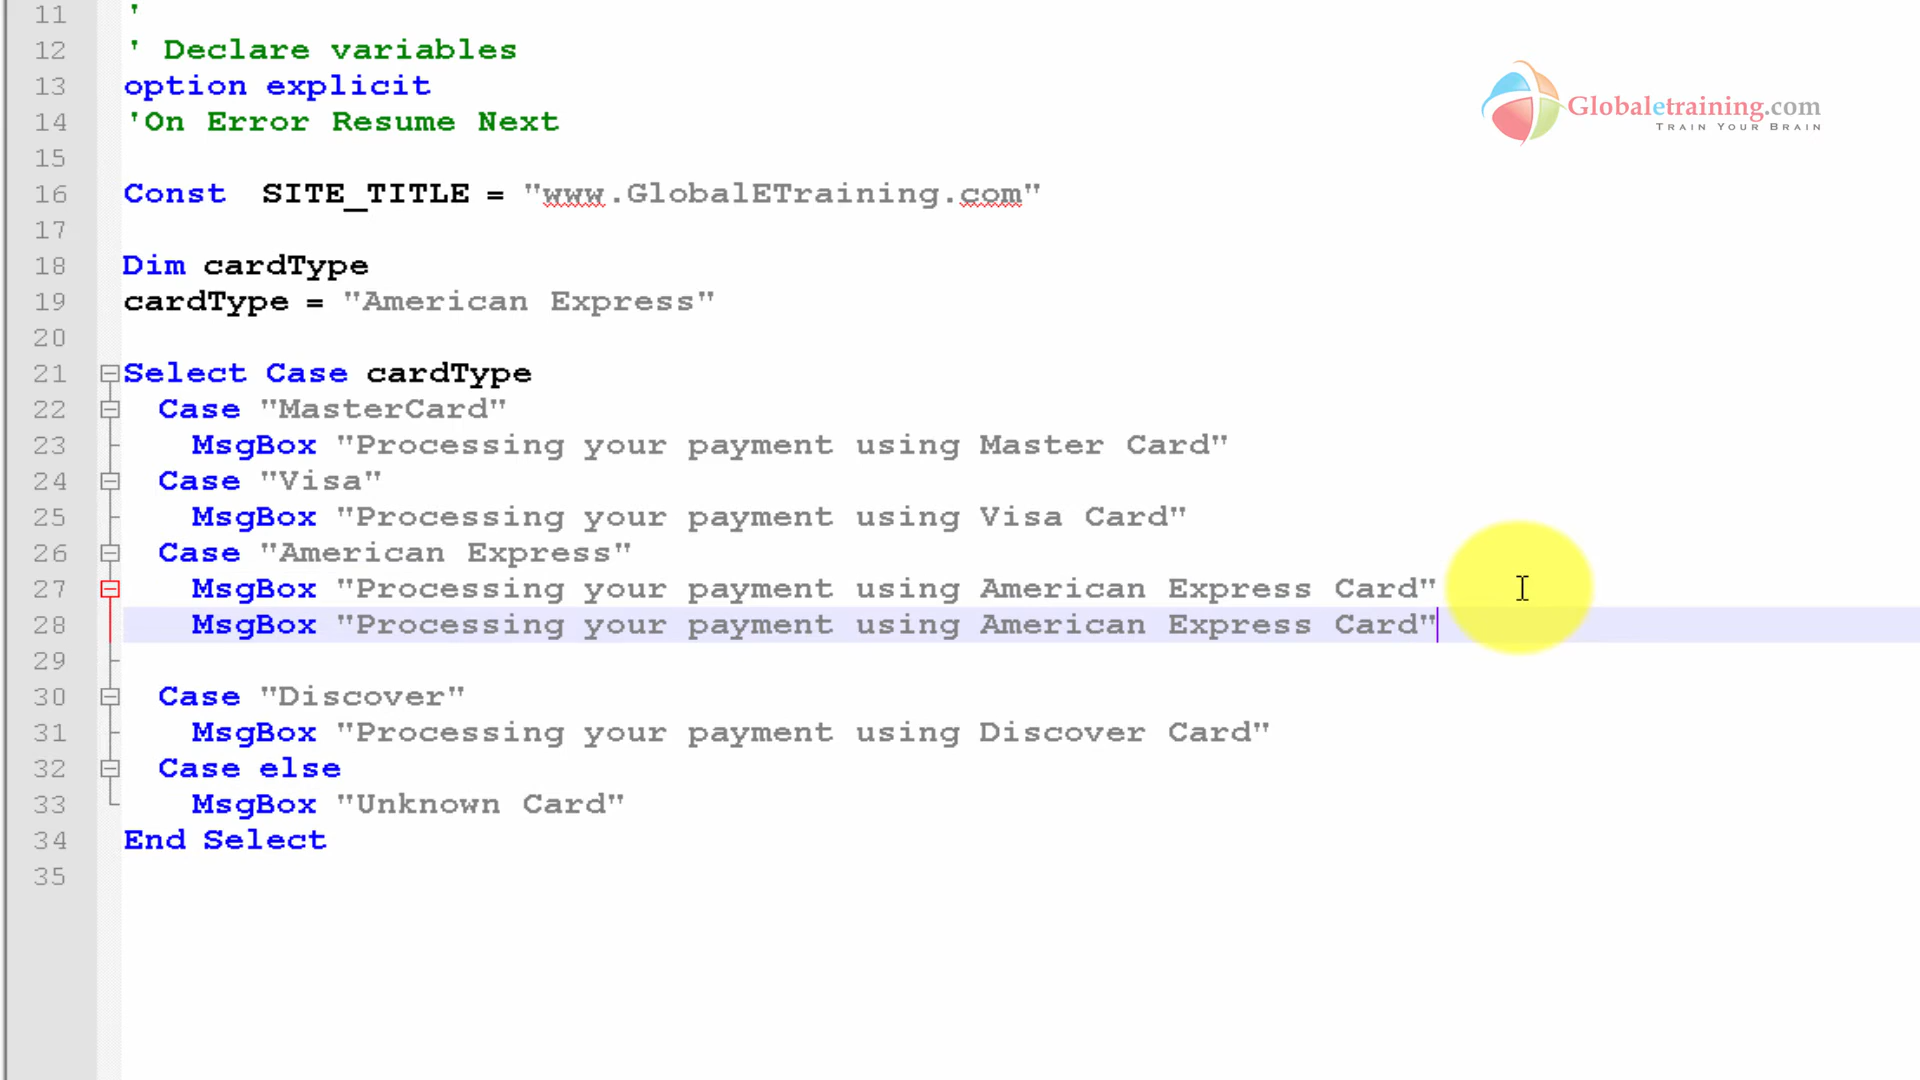 11 '
12 ' Declare variables
13 option explicit
14 'On Error Resume Next
15
16 Const  SITE_TITLE = "www.GlobalETraining.com"
17
18 Dim cardType
19 cardType = "American Express"
20
21 Select Case cardType
22   Case "MasterCard"
23     MsgBox "Processing your payment using Master Card"
24   Case "Visa"
25     MsgBox "Processing your payment using Visa Card"
26   Case "American Express"
27     MsgBox "Processing your payment using American Express Card"
28     MsgBox "Processing your payment using American Express Card"
29
30   Case "Discover"
31     MsgBox "Processing your payment using Discover Card"
32   Case else
33     MsgBox "Unknown Card"
34 End Select
35
Globaletraining.com
TRAIN YOUR BRAIN